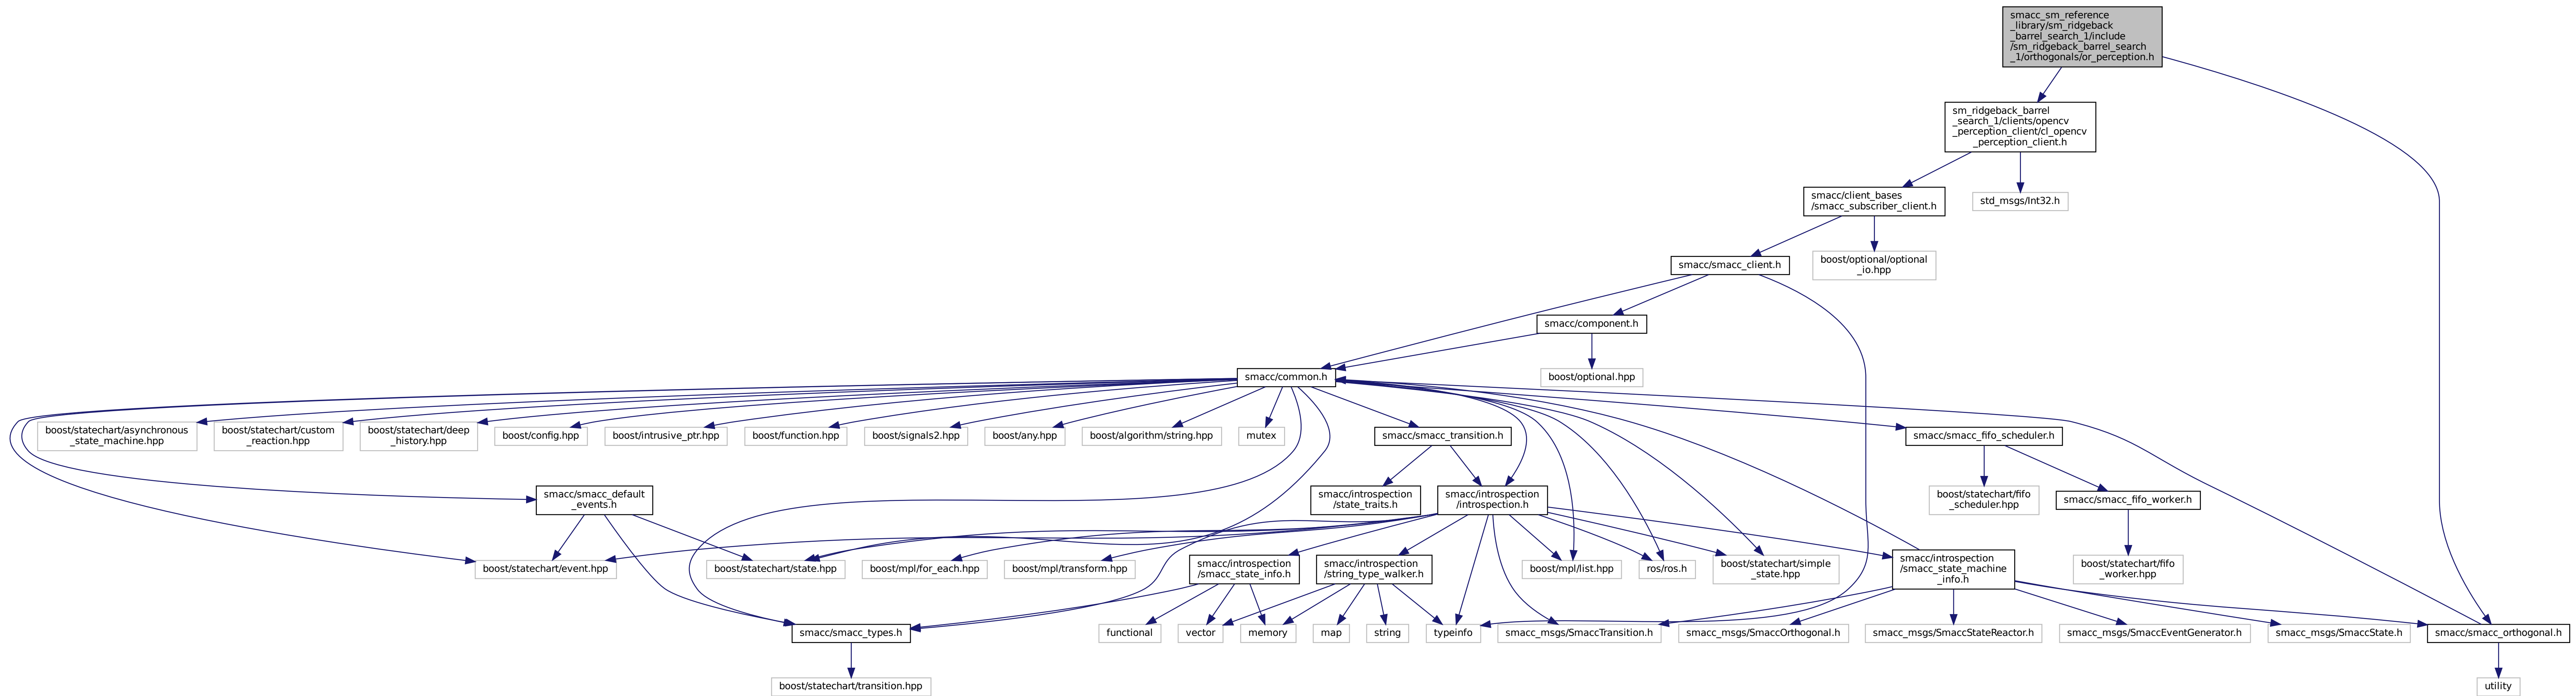 smacc_sm_reference
_library/sm_ridgeback
_barrel_search_1/include
/sm_ridgeback_barrel_search
_1/orthogonals/or_perception.h
sm_ridgeback_barrel
_search_1/clients/opencv
_perception_client/cl_opencv
_perception_client.h
smacc/client_bases
/smacc_subscriber_client.h
std_msgs/Int32.h
smacc/smacc_client.h
boost/optional/optional
_io.hpp
smacc/component.h
smacc/common.h
boost/optional.hpp
boost/statechart/asynchronous
_state_machine.hpp
boost/statechart/custom
_reaction.hpp
boost/statechart/deep
_history.hpp
boost/config.hpp
boost/intrusive_ptr.hpp
boost/function.hpp
boost/signals2.hpp
boost/any.hpp
boost/algorithm/string.hpp
mutex
smacc/smacc_transition.h
smacc/smacc_fifo_scheduler.h
smacc/smacc_default
_events.h
smacc/introspection
/state_traits.h
smacc/introspection
/introspection.h
boost/statechart/fifo
_scheduler.hpp
smacc/smacc_fifo_worker.h
boost/statechart/event.hpp
boost/statechart/state.hpp
boost/mpl/for_each.hpp
boost/mpl/transform.hpp
smacc/introspection
/smacc_state_info.h
smacc/introspection
/string_type_walker.h
boost/mpl/list.hpp
ros/ros.h
boost/statechart/simple
_state.hpp
smacc/introspection
/smacc_state_machine
_info.h
boost/statechart/fifo
_worker.hpp
smacc/smacc_types.h
functional
vector
memory
map
string
typeinfo
smacc_msgs/SmaccTransition.h
smacc_msgs/SmaccOrthogonal.h
smacc_msgs/SmaccStateReactor.h
smacc_msgs/SmaccEventGenerator.h
smacc_msgs/SmaccState.h
smacc/smacc_orthogonal.h
boost/statechart/transition.hpp
utility